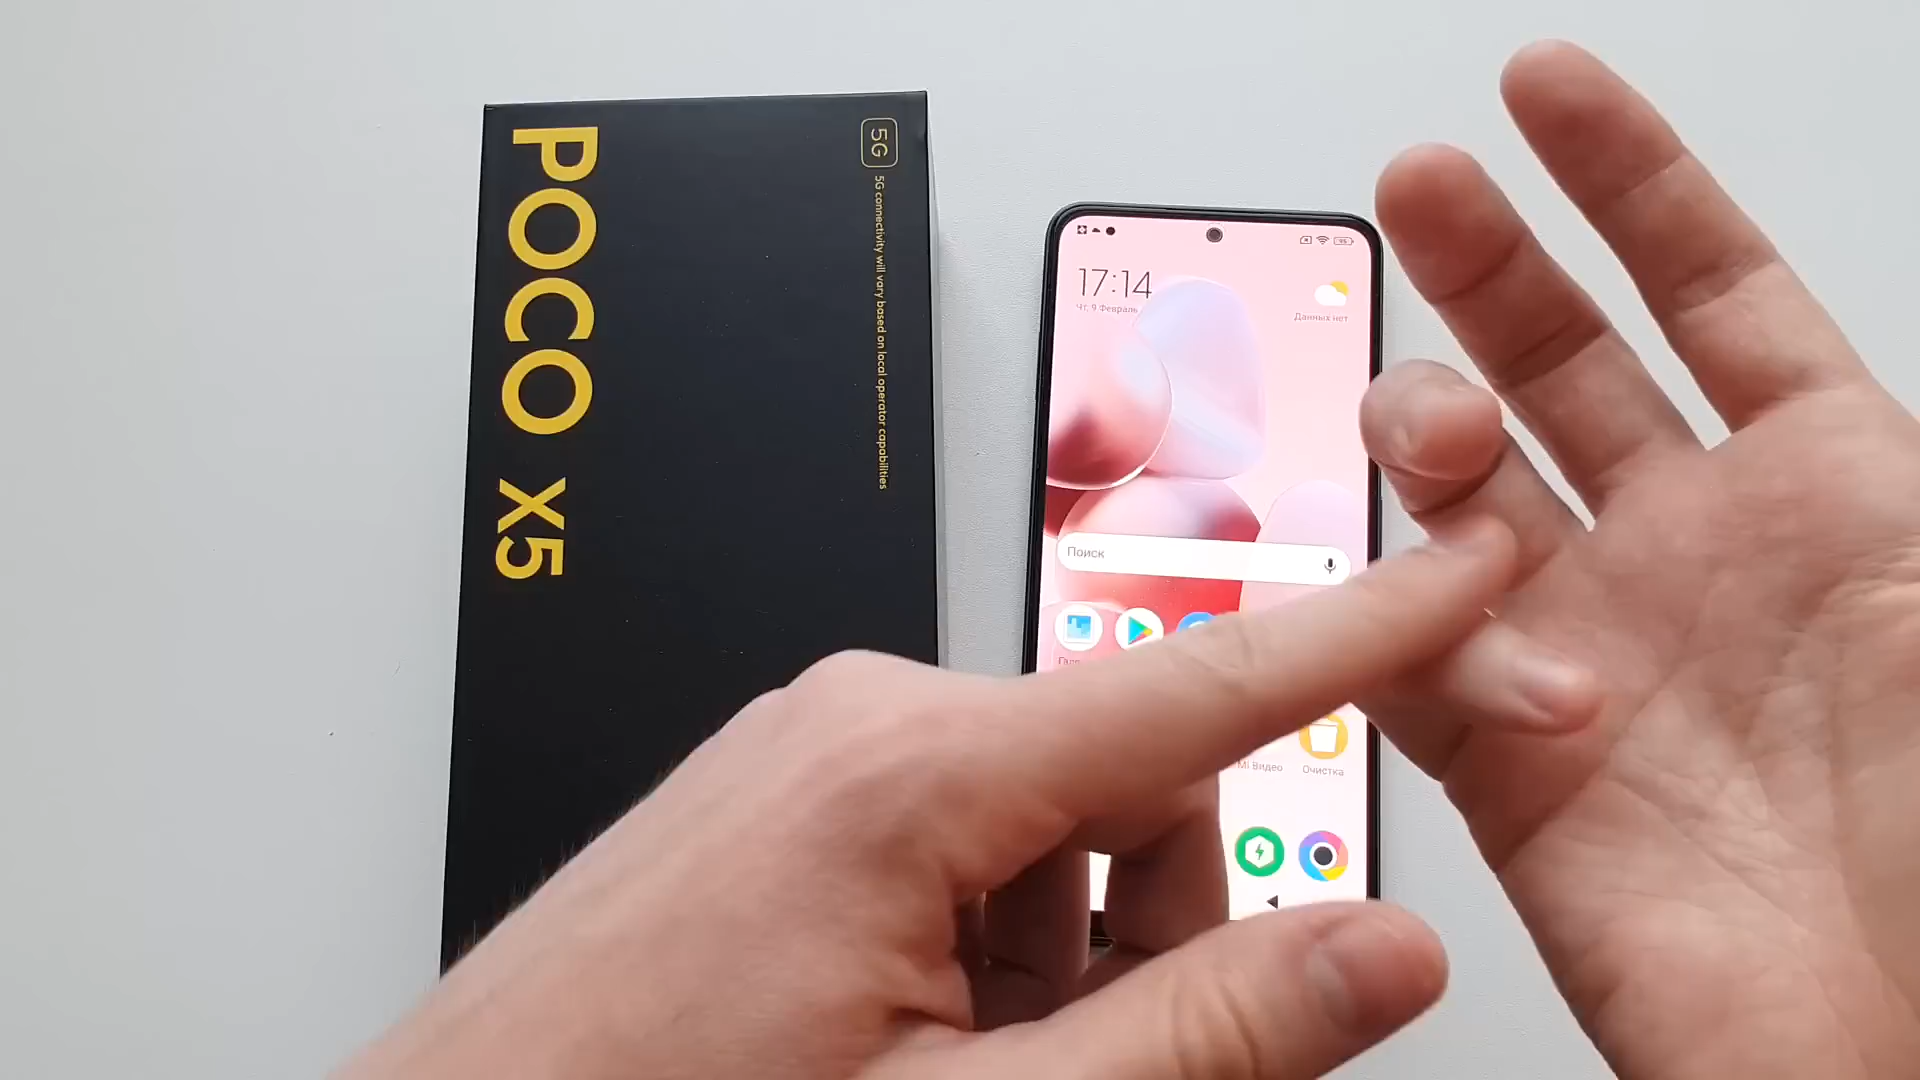 POCO X5
5G
5G connectivity will vary based on local operator capabilities
17:14
Чт, 9 Февраль
Данных нет
Поиск
Mi Видео
Очистка